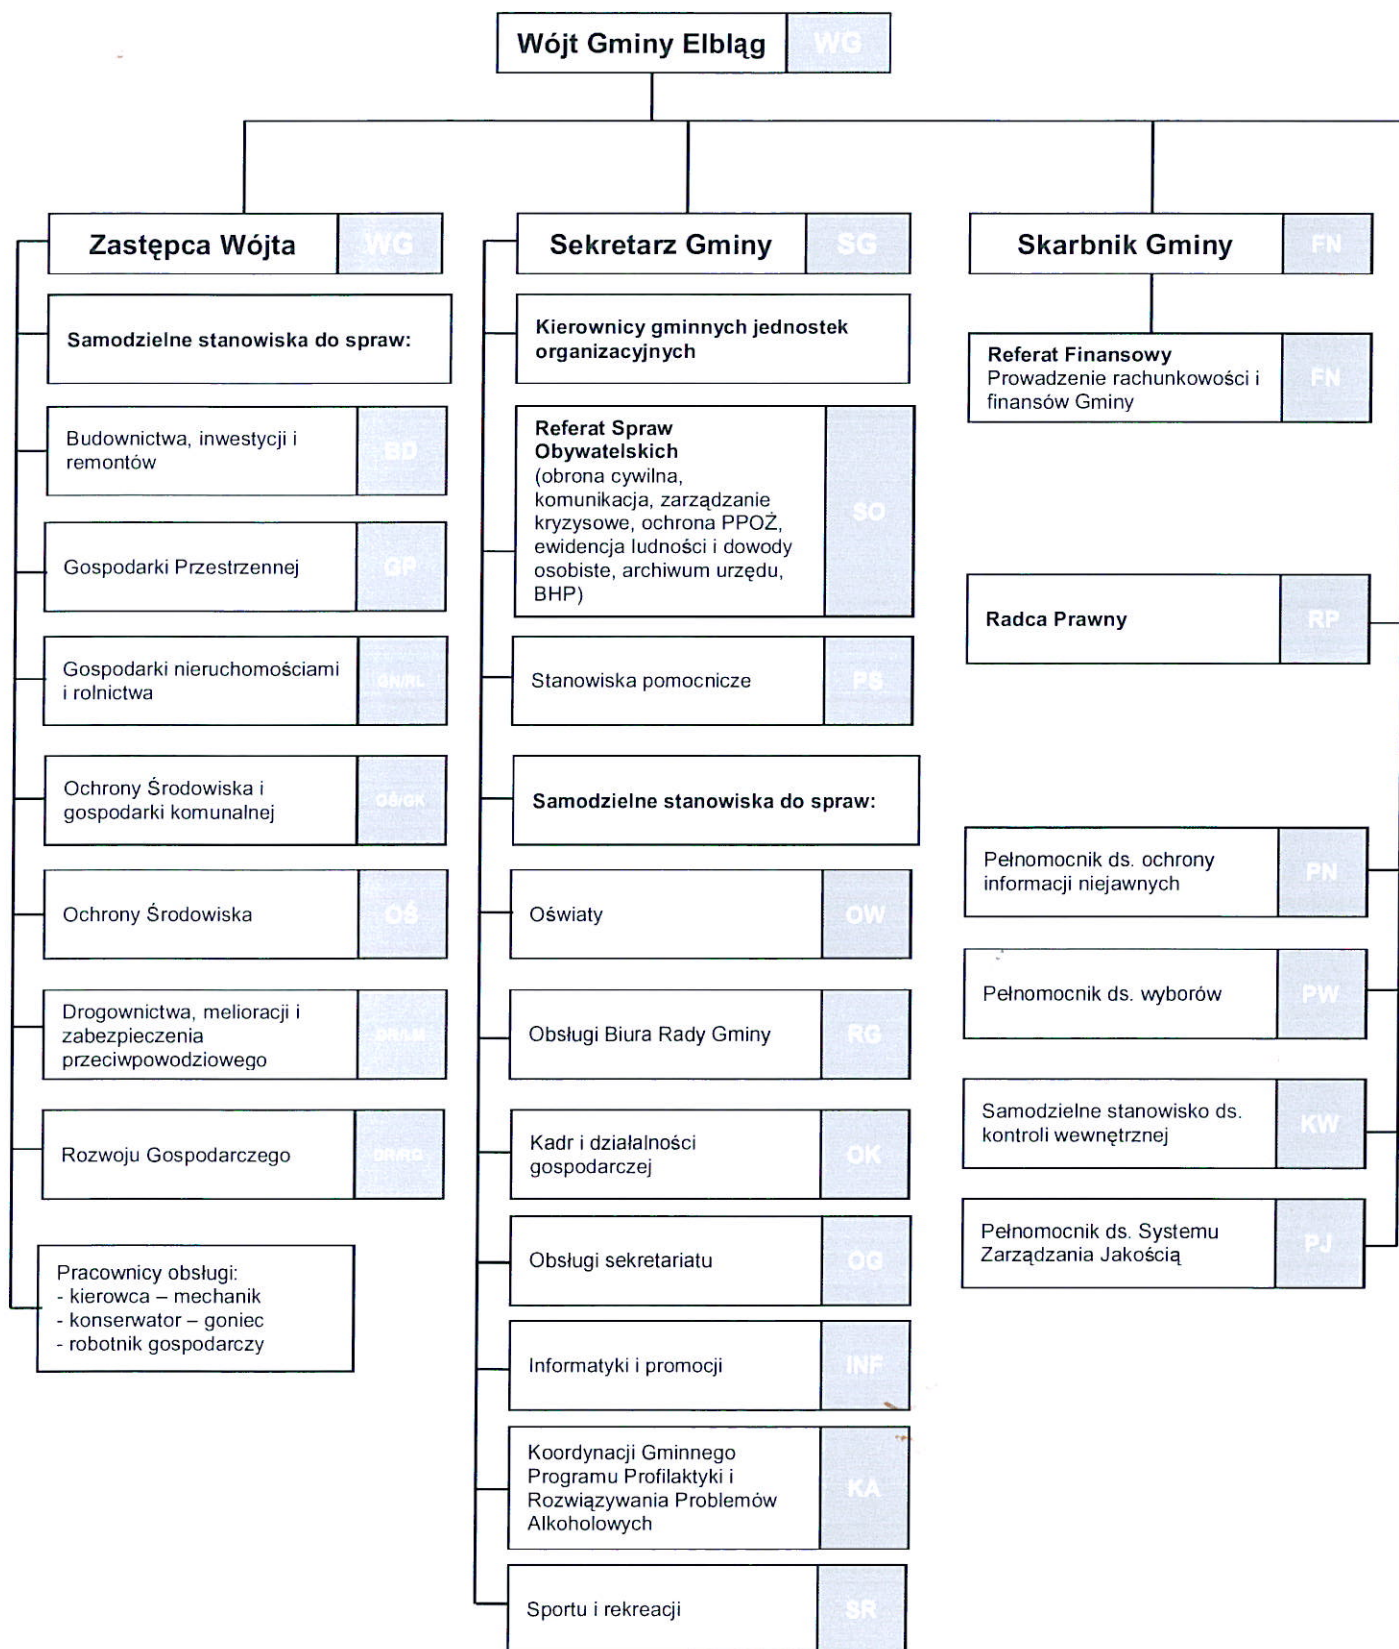 Wójt Gminy Elbląg WG
Zastępca Wójta WG
Samodzielne stanowiska do spraw:
Budownictwa, inwestycji i
remontów
BD
Gospodarki Przestrzennej GP
Gospodarki nieruchomościami
i rolnictwa
GN/RL
Ochrony Środowiska i
gospodarki komunalnej
OŚ/GK
Ochrony Środowiska OŚ
Drogownictwa, melioracji i
zabezpieczenia
przeciwpowodziowego
DR/LM
Rozwoju Gospodarczego DR/RG
Pracownicy obsługi:
- kierowca – mechanik
- konserwator – goniec
- robotnik gospodarczy
Sekretarz Gminy SG
Kierownicy gminnych jednostek
organizacyjnych
Referat Spraw
Obywatelskich
(obrona cywilna,
komunikacja, zarządzanie
kryzysowe, ochrona PPOŻ,
ewidencja ludności i dowody
osobiste, archiwum urzędu,
BHP)
SO
Stanowiska pomocnicze PS
Samodzielne stanowiska do spraw:
Oświaty OW
Obsługi Biura Rady Gminy RG
Kadr i działalności
gospodarczej
OK
Obsługi sekretariatu OG
Informatyki i promocji INF
Koordynacji Gminnego
Programu Profilaktyki i
Rozwiązywania Problemów
Alkoholowych
KA
Sportu i rekreacji SR
Skarbnik Gminy FN
Referat Finansowy
Prowadzenie rachunkowości i
finansów Gminy
FN
Radca Prawny RP
Pełnomocnik ds. ochrony
informacji niejawnych
PN
Pełnomocnik ds. wyborów PW
Samodzielne stanowisko ds.
kontroli wewnętrznej
KW
Pełnomocnik ds. Systemu
Zarządzania Jakością
PJ